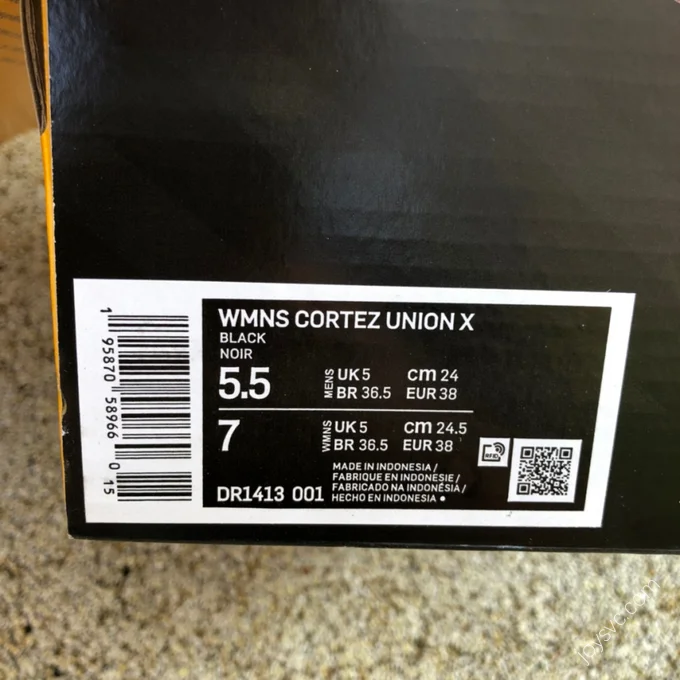 WMNS CORTEZ UNION X
BLACK
NOIR
5.5 MENS UK 5 cm 24
BR 36.5 EUR 38
7 WMNS UK 5 cm 24.5
BR 36.5 EUR 38
DR1413 001
MADE IN INDONESIA /
FABRIQUE EN INDONESIE /
FABRICADO NA INDONÉSIA /
HECHO EN INDONESIA
RFID
1 95870 58966 0 15